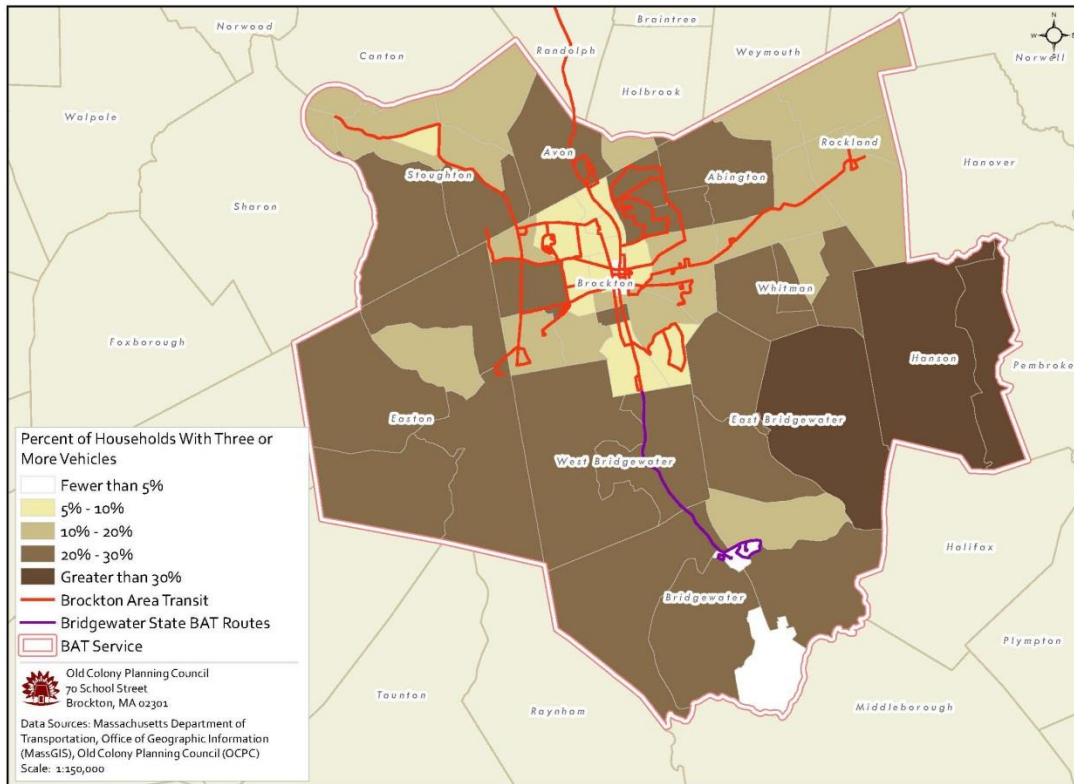 Norwood
Braintree
Canton
Randolph
Weymouth
N
W
E
S
Norwell
Holbrook
Walpole
Avon
Rockland
Stoughton
Abington
Hanover
Sharon
Brockton
Whitman
Foxborough
Hanson
Pembroke
Easton
East Bridgewater
West Bridgewater
Halifax
Bridgewater
Plympton
Taunton
Raynham
Middleborough
Percent of Households With Three or
More Vehicles
Fewer than 5%
5% - 10%
10% - 20%
20% - 30%
Greater than 30%
Brockton Area Transit
Bridgewater State BAT Routes
BAT Service
Old Colony Planning Council
70 School Street
Brockton, MA 02301
Data Sources: Massachusetts Department of
Transportation, Office of Geographic Information
(MassGIS), Old Colony Planning Council (OCPC)
Scale: 1:150,000